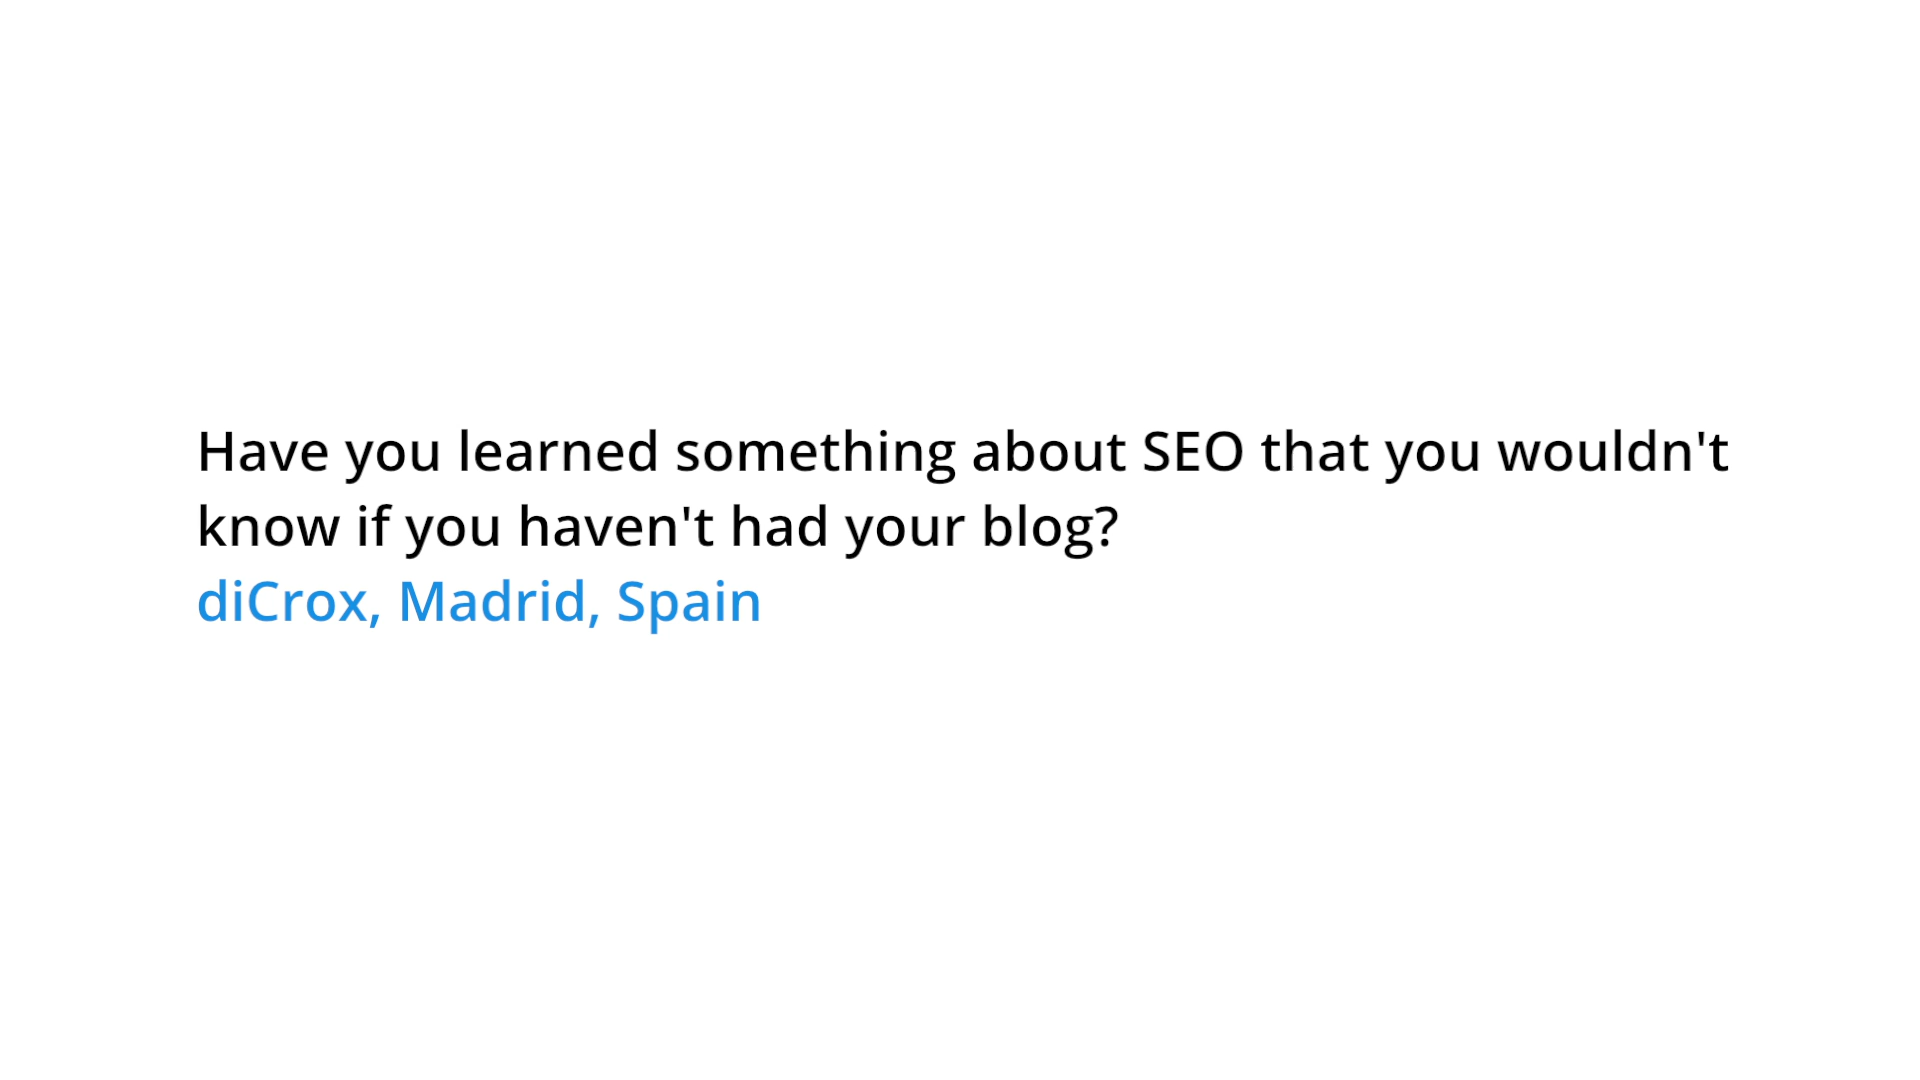 Have you learned something about SEO that you wouldn't
know if you haven't had your blog?
diCrox, Madrid, Spain